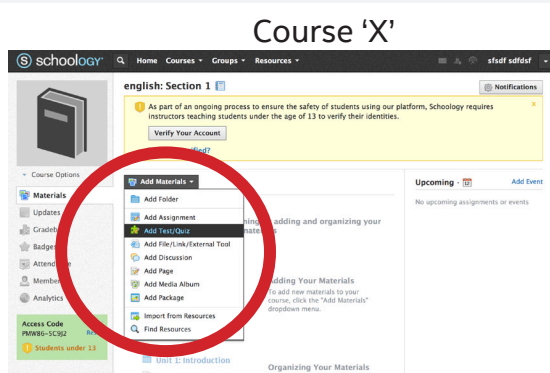 Course ‘X’
S schoology Home Courses Groups Resources sfsdf sdfdsf
english: Section 1
Notifications
As part of an ongoing process to ensure the safety of students using our platform, Schoology requires
instructors teaching students under the age of 13 to verify their identities.
Verify Your Account
Course Options
Materials
Updates
Badges
Members
Analytics
Access Code
PMW86-5C9J2
Students under 13
Add Materials
Add Folder
Add Assignment
Add Test/Quiz
Add File/Link/External Tool
Add Discussion
Add Page
Add Media Album
Add Package
Import from Resources
Find Resources
adding and organizing your
Adding Your Materials
To add new materials to your
course, click the "Add Materials"
dropdown menu.
Unit 1: Introduction
Organizing Your Materials
Upcoming
Add Event
No upcoming assignments or events